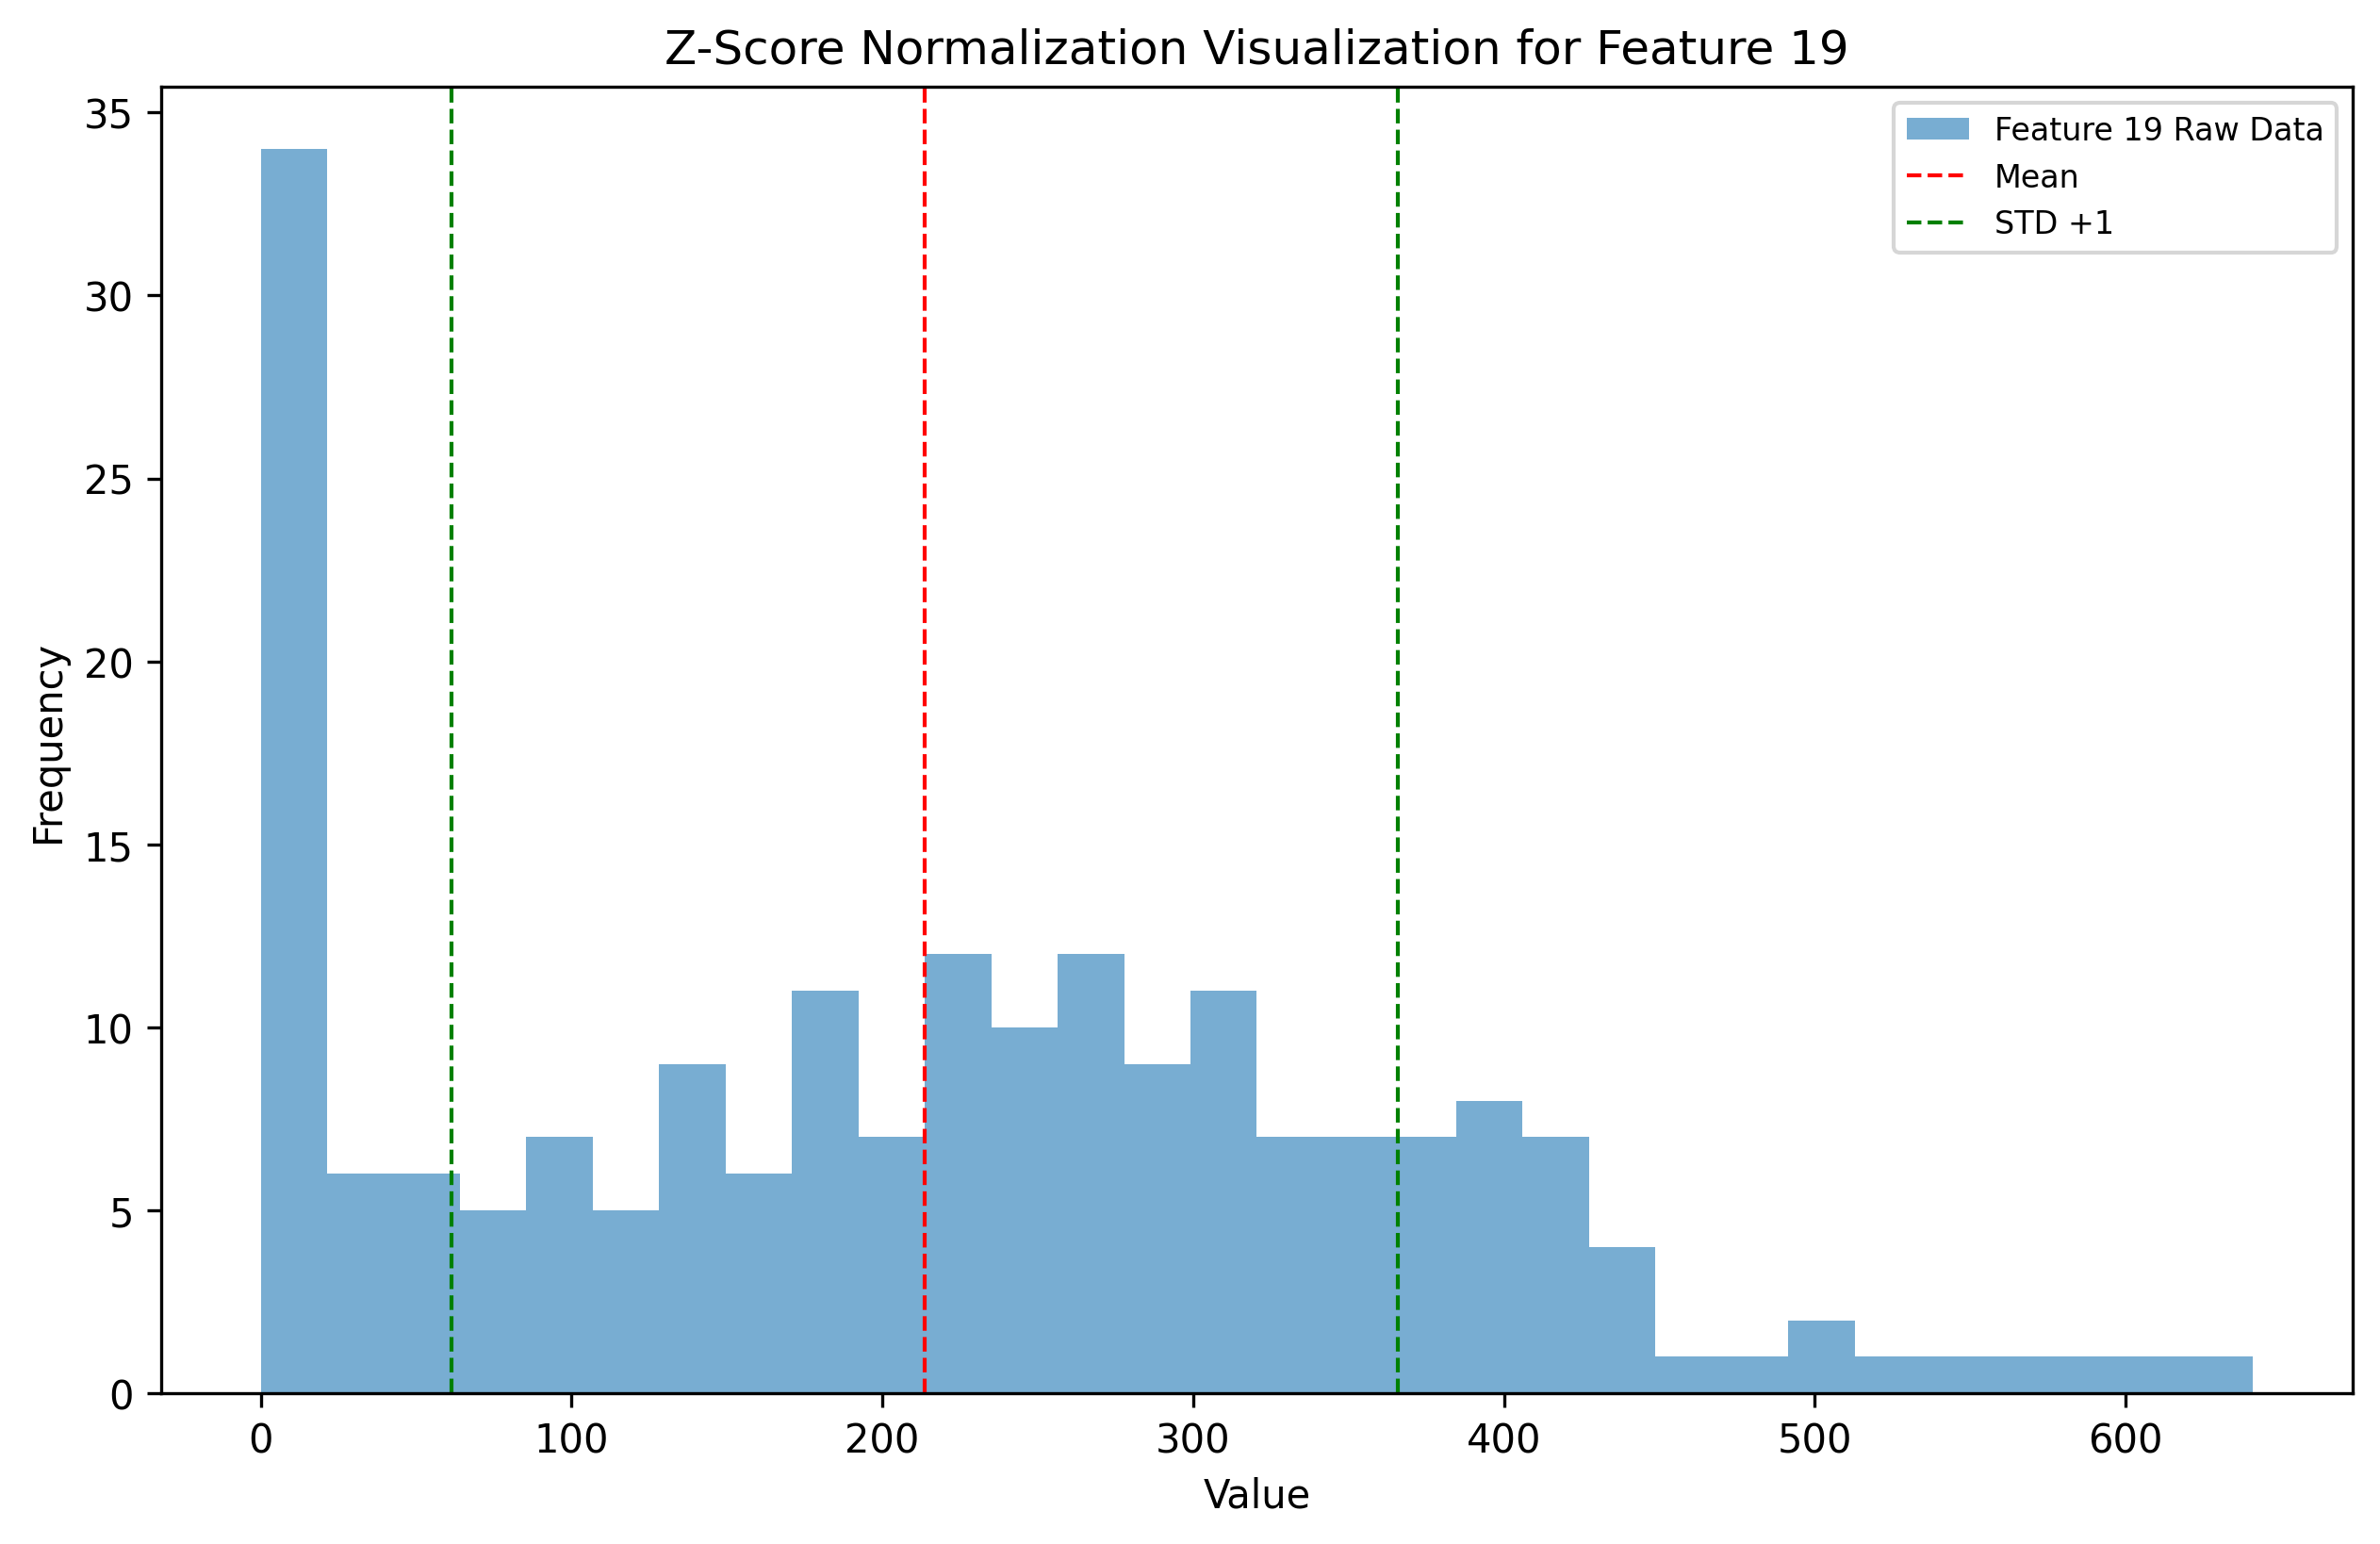 Z-Score Normalization Visualization for Feature 19
35
30
25
20
15
10
5
0
Frequency
Feature 19 Raw Data
Mean
STD +1
0 100 200 300 400 500 600
Value